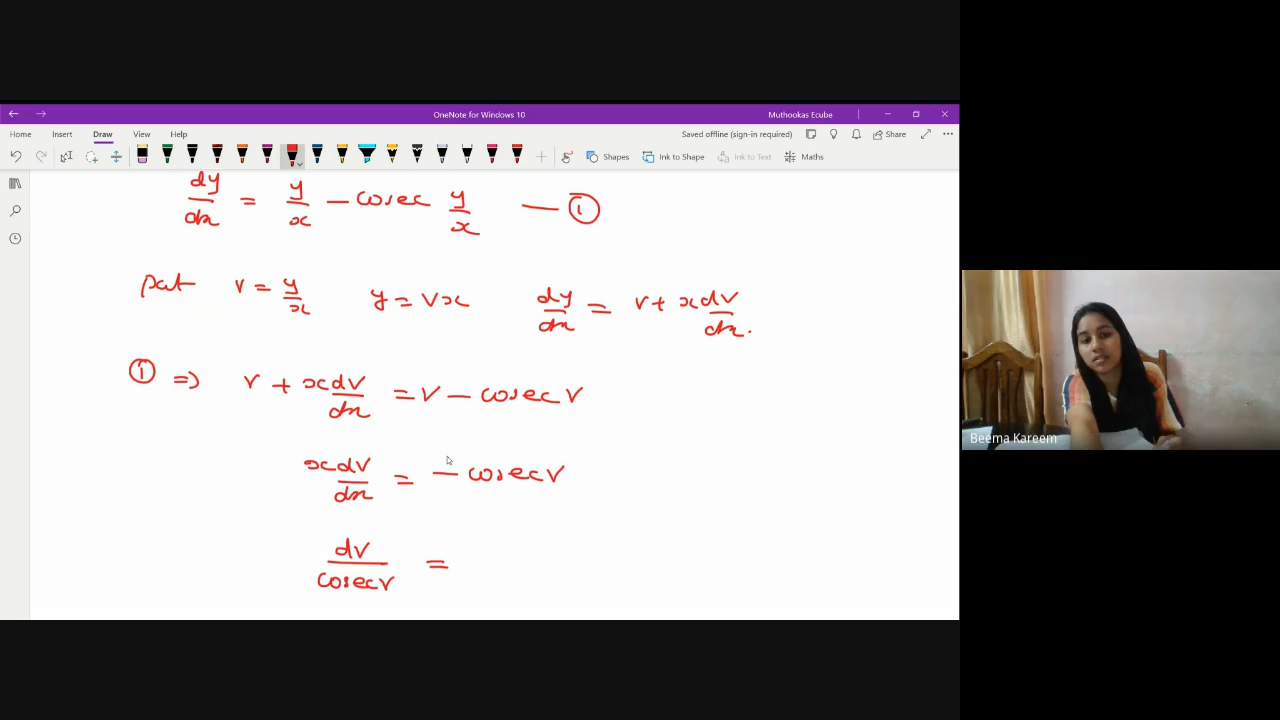 OneNote for Windows 10
Muthookas Ecube
Home Insert Draw View Help
Saved offline (sign-in required) Share
Shapes Ink to Shape Ink to Text Maths
dy/dx = y/x — cosec y/x — ①
put v = y/x y = vx dy/dx = v + x dv/dx.
① => v + x dv/dx = v — cosec v
x dv/dx = — cosec v
dv/cosec v =
Beema Kareem